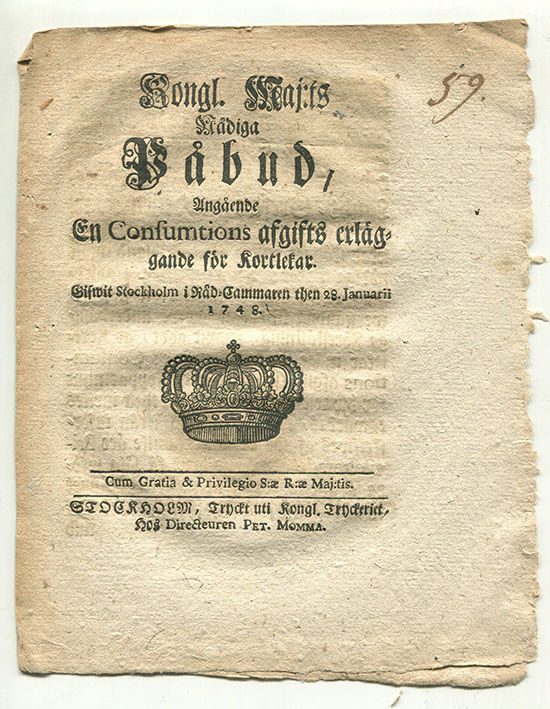 Kongl. Maj:ts
Nådiga
Påbud,
Angående
En Consumtions afgifts erläg-
gande för Kortlekar.
Gifwit Stockholm i Råd-Cammaren then 28. Januarii
1748.
59.
Cum Gratia & Privilegio S:æ R:æ Maj:tis.
STOCKHOLM, Tryckt uti Kongl. Tryckeriet,
Hos Directeuren PET. MOMMA.